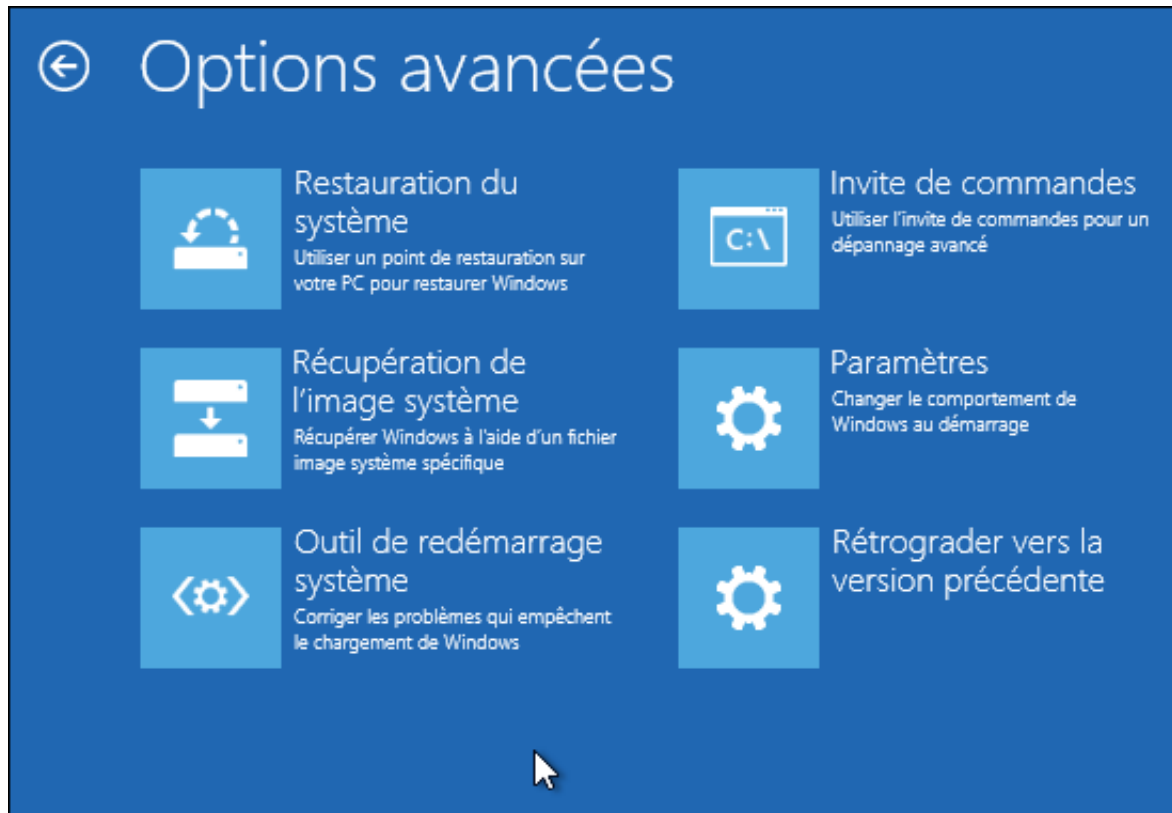 Options avancées
Restauration du
système
Utiliser un point de restauration sur
votre PC pour restaurer Windows
Récupération de
l'image système
Récupérer Windows à l'aide d'un fichier
image système spécifique
Outil de redémarrage
système
Corriger les problèmes qui empêchent
le chargement de Windows
Invite de commandes
Utiliser l'invite de commandes pour un
dépannage avancé
C:\
Paramètres
Changer le comportement de
Windows au démarrage
Rétrograder vers la
version précédente